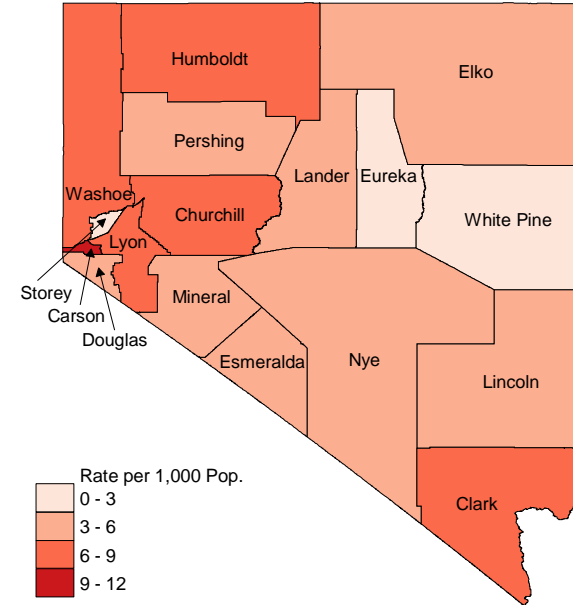 Humboldt
Elko
Pershing
Lander
Eureka
Washoe
Churchill
White Pine
Lyon
Storey
Carson
Douglas
Mineral
Esmeralda
Nye
Lincoln
Clark
Rate per 1,000 Pop.
0 - 3
3 - 6
6 - 9
9 - 12